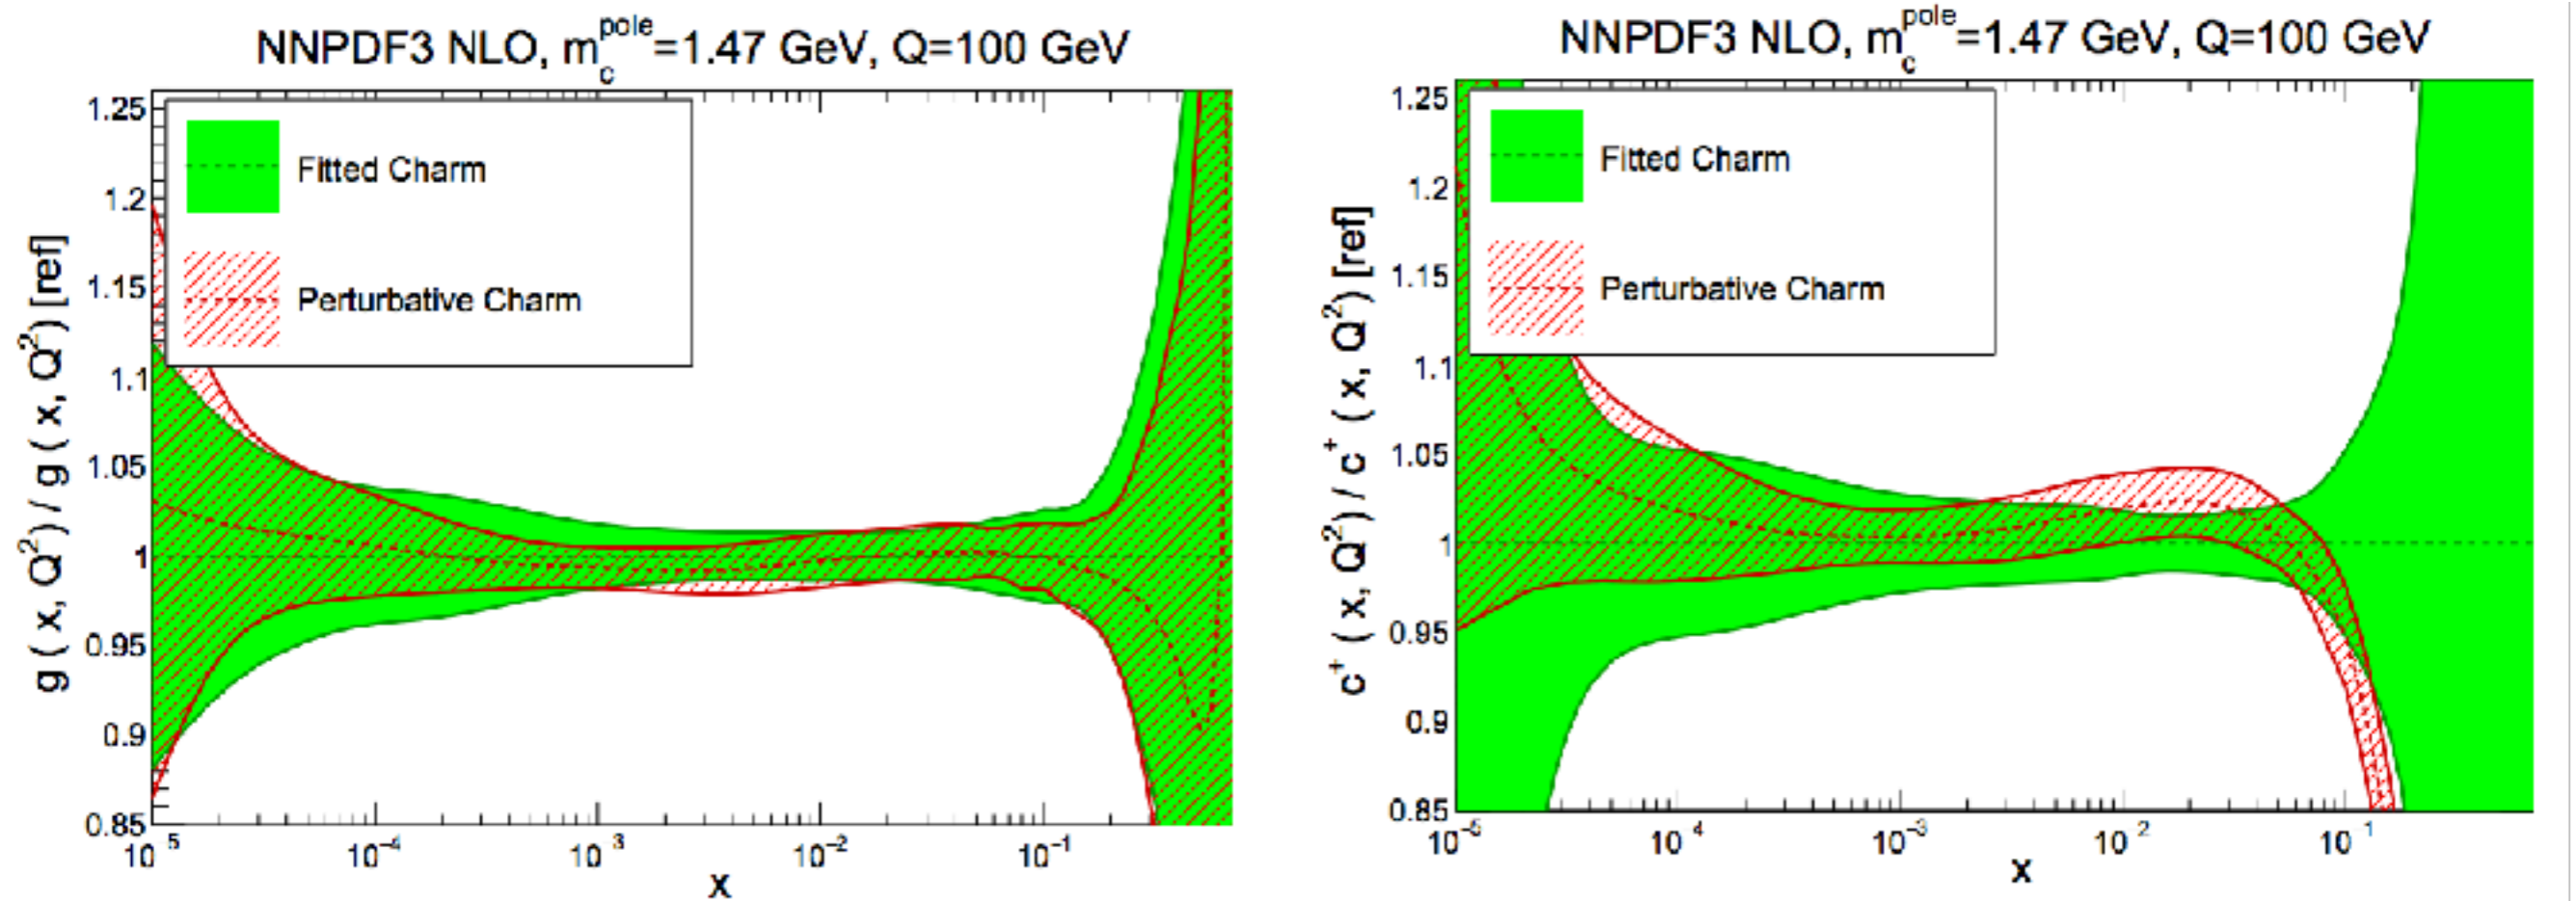 NNPDF3 NLO, m_c^pole=1.47 GeV, Q=100 GeV
g ( x, Q²) / g ( x, Q²) [ref]
1.25
1.2
1.15
1.1
1.05
1
0.95
0.9
0.85
Fitted Charm
Perturbative Charm
10⁻⁵ 10⁻⁴ 10⁻³ 10⁻² 10⁻¹
x
NNPDF3 NLO, m_c^pole=1.47 GeV, Q=100 GeV
c⁺ ( x, Q²) / c⁺ ( x, Q²) [ref]
1.25
1.2
1.15
1.1
1.05
1
0.95
0.9
0.85
Fitted Charm
Perturbative Charm
10⁻⁵ 10⁻⁴ 10⁻³ 10⁻² 10⁻¹
x